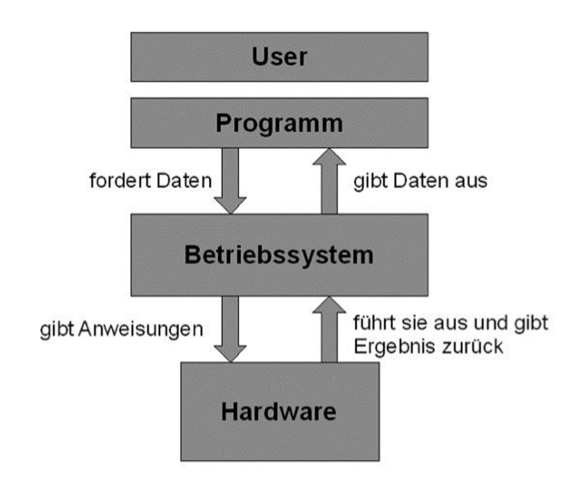 User
Programm
fordert Daten
gibt Daten aus
Betriebssystem
gibt Anweisungen
führt sie aus und gibt
Ergebnis zurück
Hardware